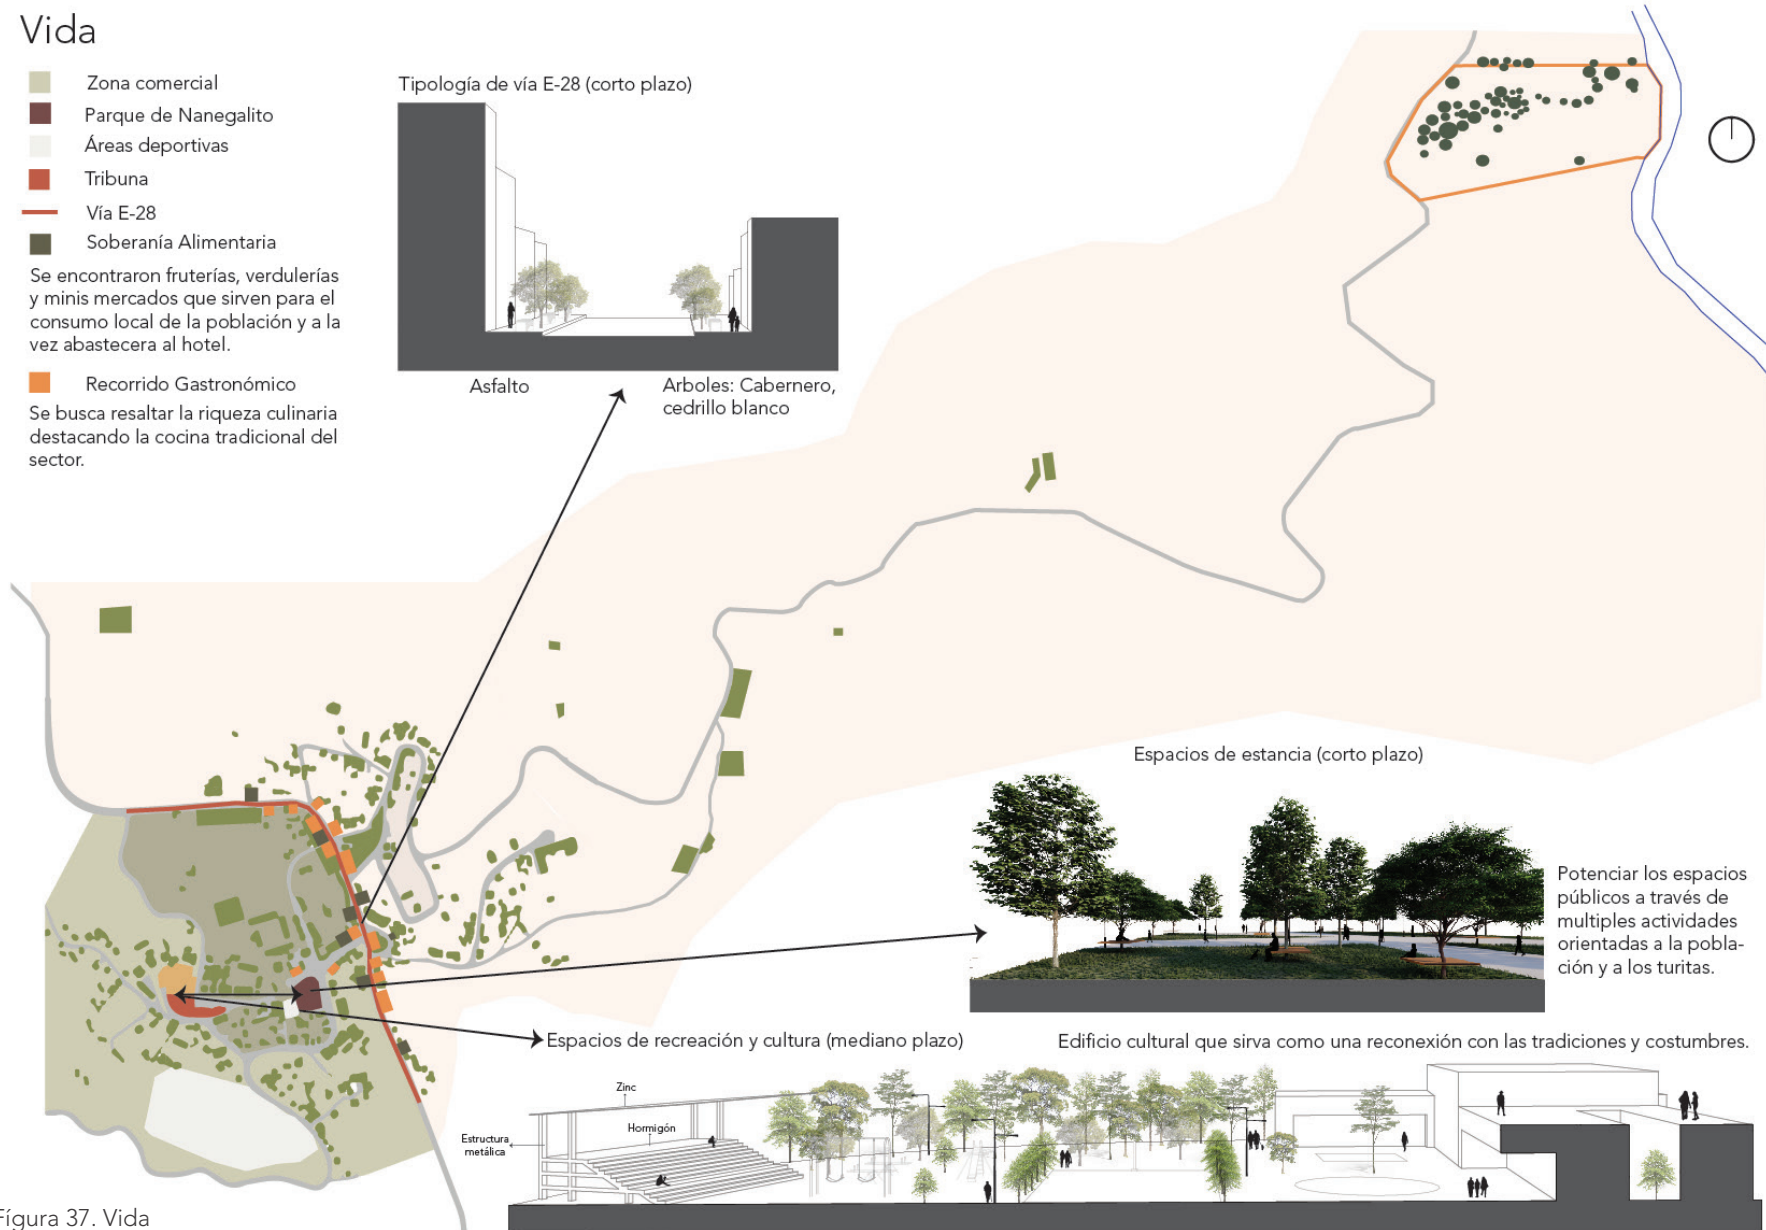 Vida
Zona comercial
Parque de Nanegalito
Áreas deportivas
Tribuna
Vía E-28
Soberanía Alimentaria
Se encontraron fruterías, verdulerías
y minis mercados que sirven para el
consumo local de la población y a la
vez abastecera al hotel.
Recorrido Gastronómico
Se busca resaltar la riqueza culinaria
destacando la cocina tradicional del
sector.
Tipología de vía E-28 (corto plazo)
Asfalto
Arboles: Cabernero,
cedrillo blanco
Espacios de estancia (corto plazo)
Potenciar los espacios
públicos a través de
multiples actividades
orientadas a la pobla-
ción y a los turitas.
Espacios de recreación y cultura (mediano plazo)
Edificio cultural que sirva como una reconexión con las tradiciones y costumbres.
Zinc
Hormigón
Estructura
metálica
Fígura 37. Vida